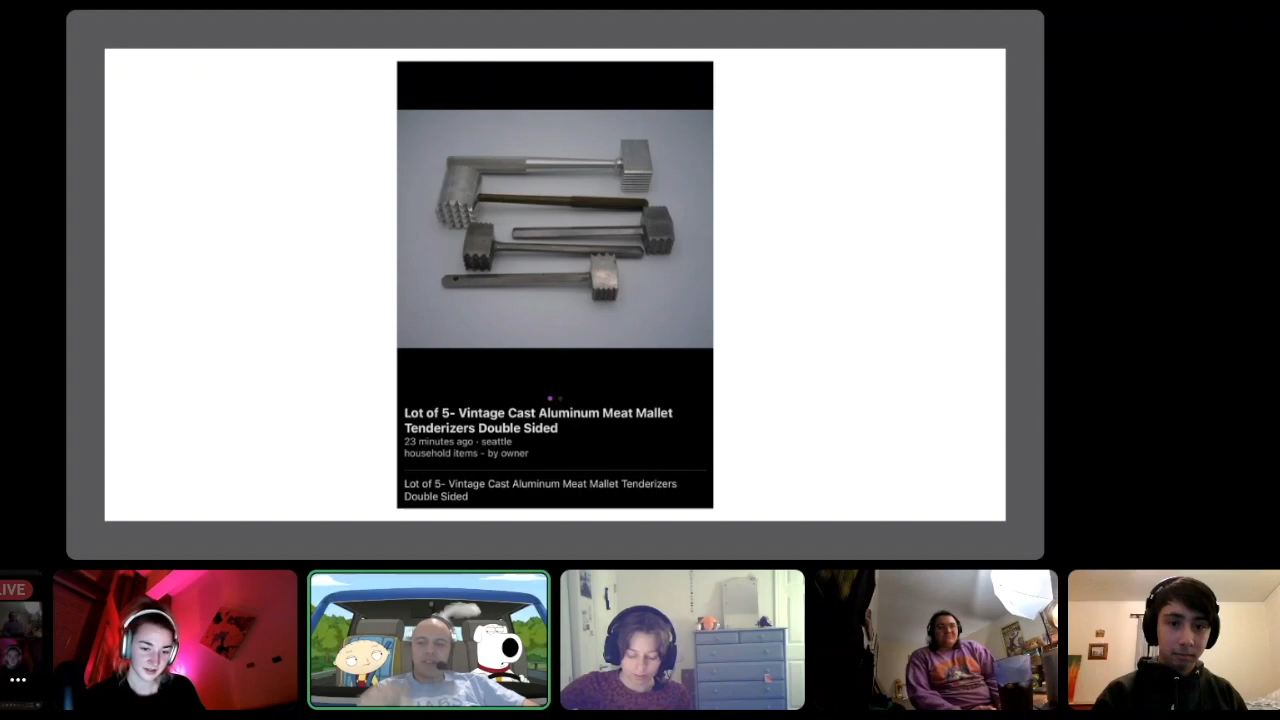 Lot of 5- Vintage Cast Aluminum Meat Mallet
Tenderizers Double Sided
23 minutes ago · seattle
household items - by owner
Lot of 5- Vintage Cast Aluminum Meat Mallet Tenderizers
Double Sided
LIVE